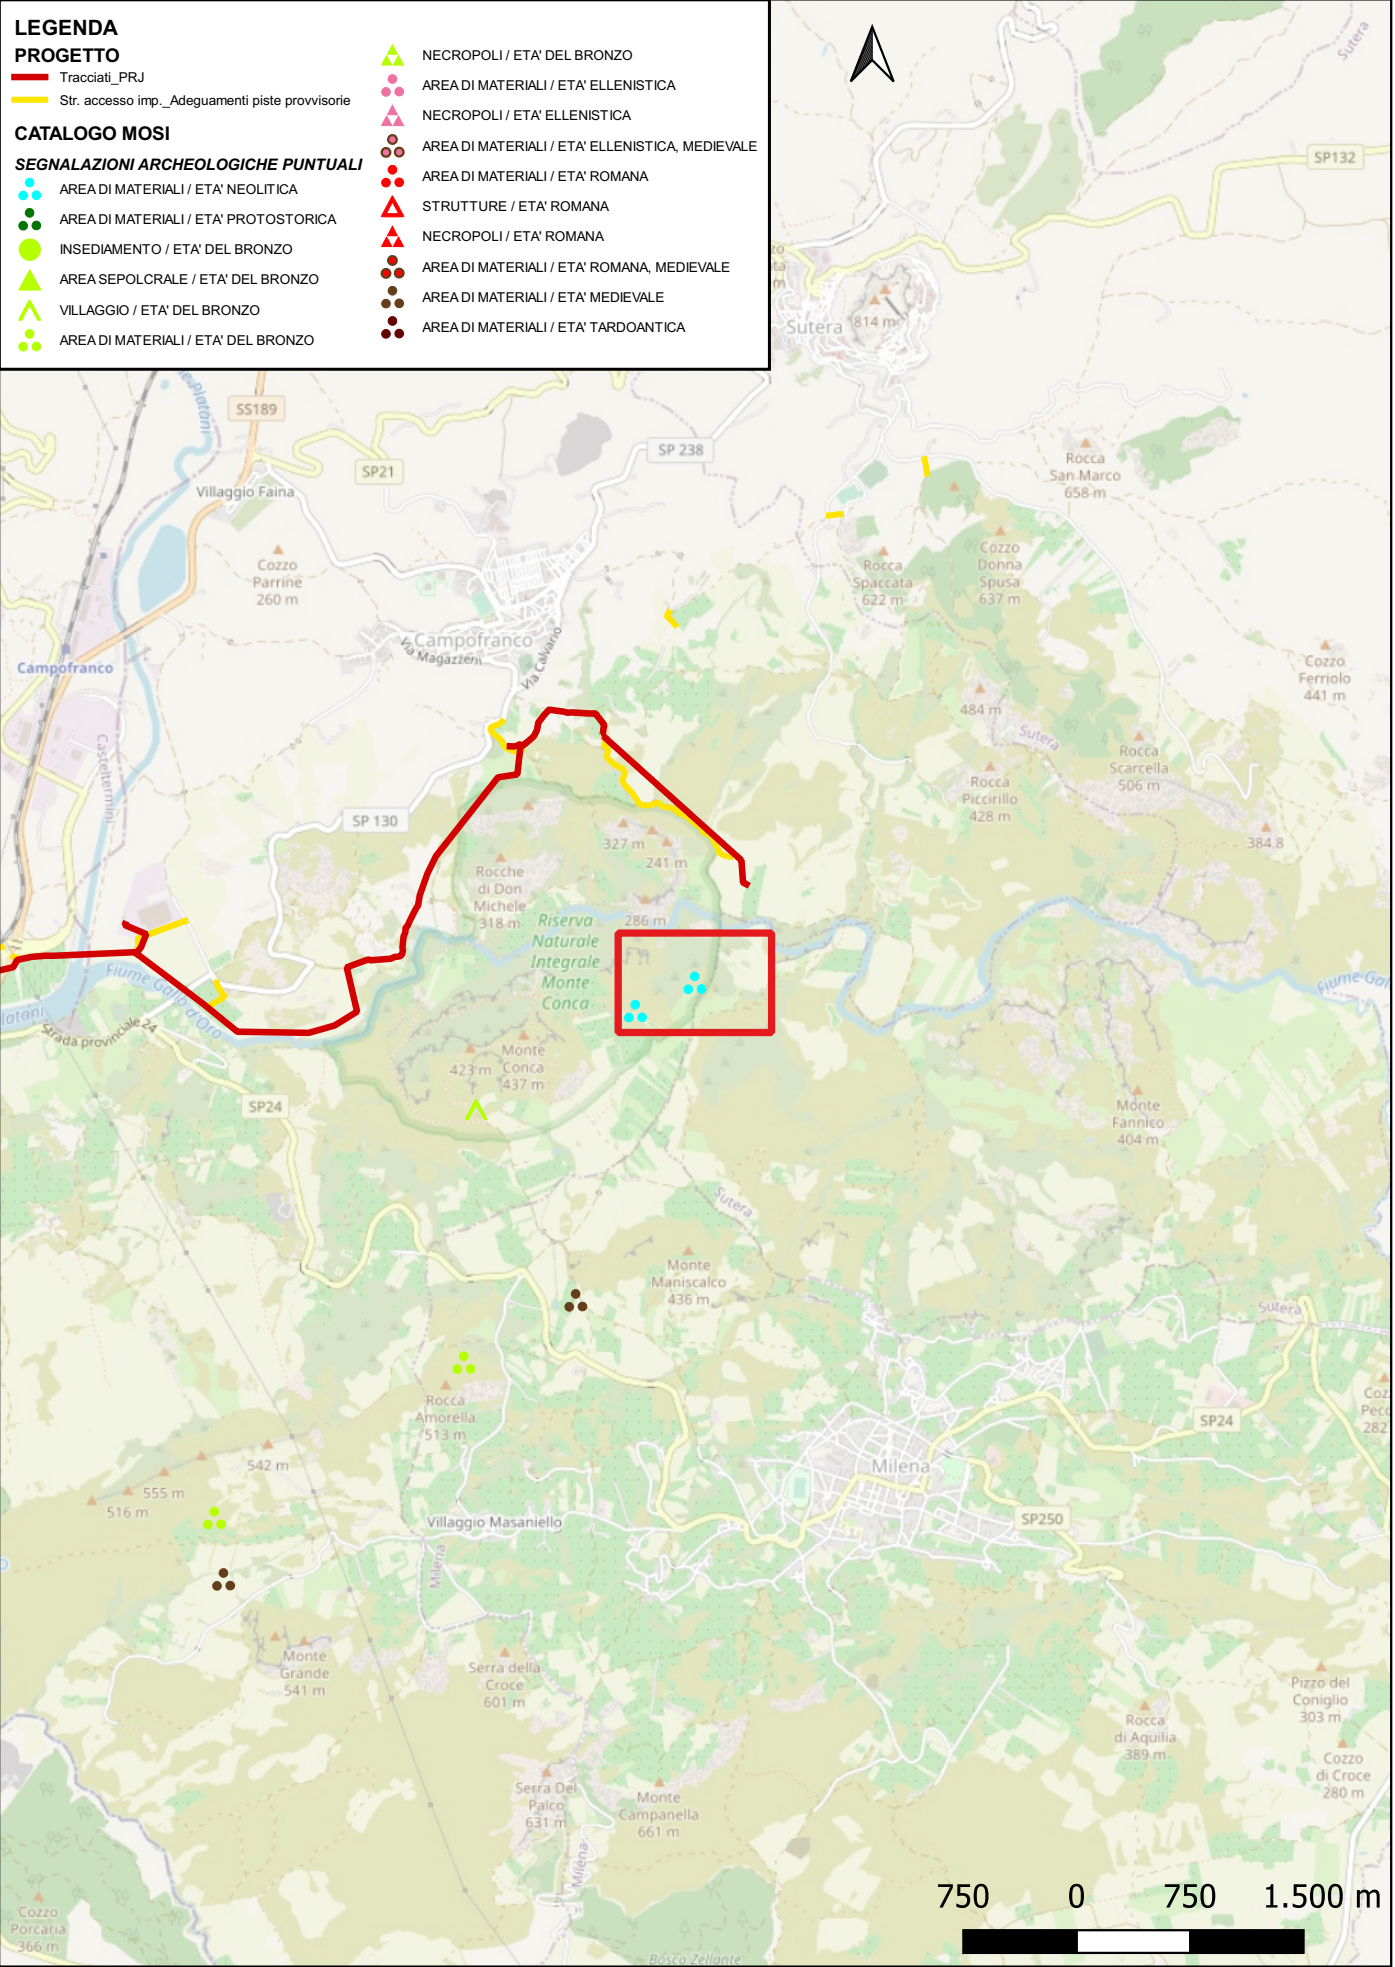 LEGENDA
PROGETTO
Tracciati_PRJ
Str. accesso imp._Adeguamenti piste provvisorie
CATALOGO MOSI
SEGNALAZIONI ARCHEOLOGICHE PUNTUALI
AREA DI MATERIALI / ETA' NEOLITICA
AREA DI MATERIALI / ETA' PROTOSTORICA
INSEDIAMENTO / ETA' DEL BRONZO
AREA SEPOLCRALE / ETA' DEL BRONZO
VILLAGGIO / ETA' DEL BRONZO
AREA DI MATERIALI / ETA' DEL BRONZO
NECROPOLI / ETA' DEL BRONZO
AREA DI MATERIALI / ETA' ELLENISTICA
NECROPOLI / ETA' ELLENISTICA
AREA DI MATERIALI / ETA' ELLENISTICA, MEDIEVALE
AREA DI MATERIALI / ETA' ROMANA
STRUTTURE / ETA' ROMANA
NECROPOLI / ETA' ROMANA
AREA DI MATERIALI / ETA' ROMANA, MEDIEVALE
AREA DI MATERIALI / ETA' MEDIEVALE
AREA DI MATERIALI / ETA' TARDOANTICA
Sutera
SP132
Sutera
814 m
SS189
SP21
SP 238
Villaggio Faina
Rocca
San Marco
658 m
Cozzo
Parrine
260 m
Rocca
Spaccata
622 m
Cozzo
Donna
Spusa
637 m
Campofranco
Via Magazzeni
Via Calvario
Campofranco
Cozzo
Ferriolo
441 m
484 m
Sutera
Rocca
Scarcella
506 m
Casteltermini
Rocca
Piccirillo
428 m
SP 130
327 m
241 m
384.8
Rocche
di Don
Michele
318 m
286 m
Riserva
Naturale
Integrale
Monte
Conca
Fiume Gallo d'Oro
Fiume Gal
latani
Strada provinciale 24
423 m
Monte
Conca
437 m
SP24
Monte
Fannico
404 m
Sutera
Monte
Maniscalco
436 m
Sutera
Rocca
Amorella
513 m
SP24
Coz
Peco
282
542 m
555 m
516 m
Milena
Villaggio Masaniello
SP250
Milena
Monte
Grande
541 m
Serra della
Croce
601 m
Pizzo del
Coniglio
303 m
Rocca
di Aquilia
389 m
Cozzo
di Croce
280 m
Serra Del
Palco
631 m
Monte
Campanella
661 m
Milena
Cozzo
Porcaria
366 m
Bosco Zellante
750 0 750 1.500 m